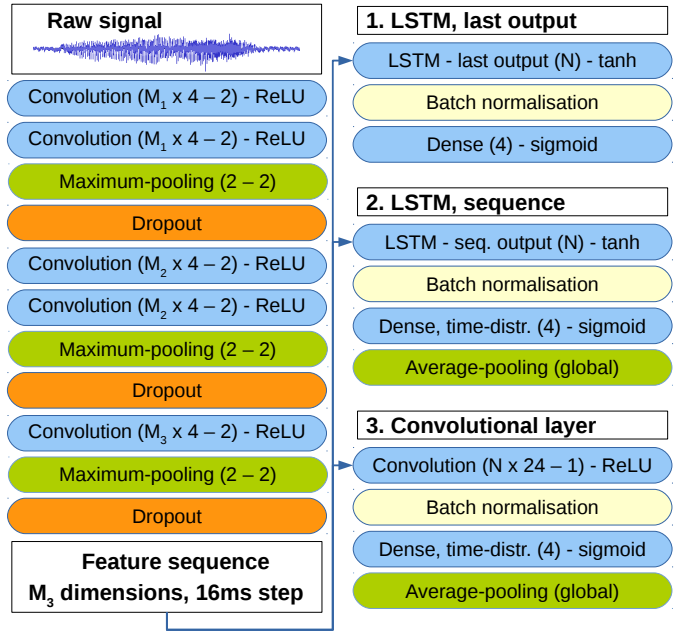 Raw signal
Convolution (M₁ x 4 – 2) - ReLU
Convolution (M₁ x 4 – 2) - ReLU
Maximum-pooling (2 – 2)
Dropout
Convolution (M₂ x 4 – 2) - ReLU
Convolution (M₂ x 4 – 2) - ReLU
Maximum-pooling (2 – 2)
Dropout
Convolution (M₃ x 4 – 2) - ReLU
Maximum-pooling (2 – 2)
Dropout
Feature sequence
M₃ dimensions, 16ms step
1. LSTM, last output
LSTM - last output (N) - tanh
Batch normalisation
Dense (4) - sigmoid
2. LSTM, sequence
LSTM - seq. output (N) - tanh
Batch normalisation
Dense, time-distr. (4) - sigmoid
Average-pooling (global)
3. Convolutional layer
Convolution (N x 24 – 1) - ReLU
Batch normalisation
Dense, time-distr. (4) - sigmoid
Average-pooling (global)